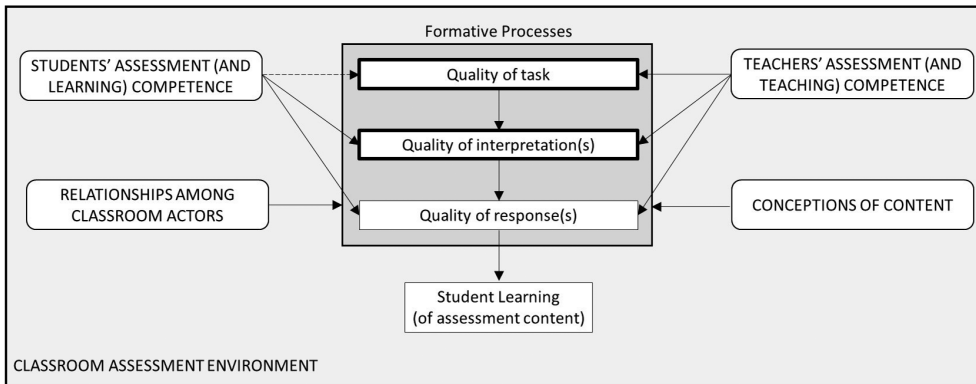 Formative Processes
STUDENTS' ASSESSMENT (AND
LEARNING) COMPETENCE
Quality of task
TEACHERS' ASSESSMENT (AND
TEACHING) COMPETENCE
Quality of interpretation(s)
RELATIONSHIPS AMONG
CLASSROOM ACTORS
Quality of response(s)
CONCEPTIONS OF CONTENT
Student Learning
(of assessment content)
CLASSROOM ASSESSMENT ENVIRONMENT